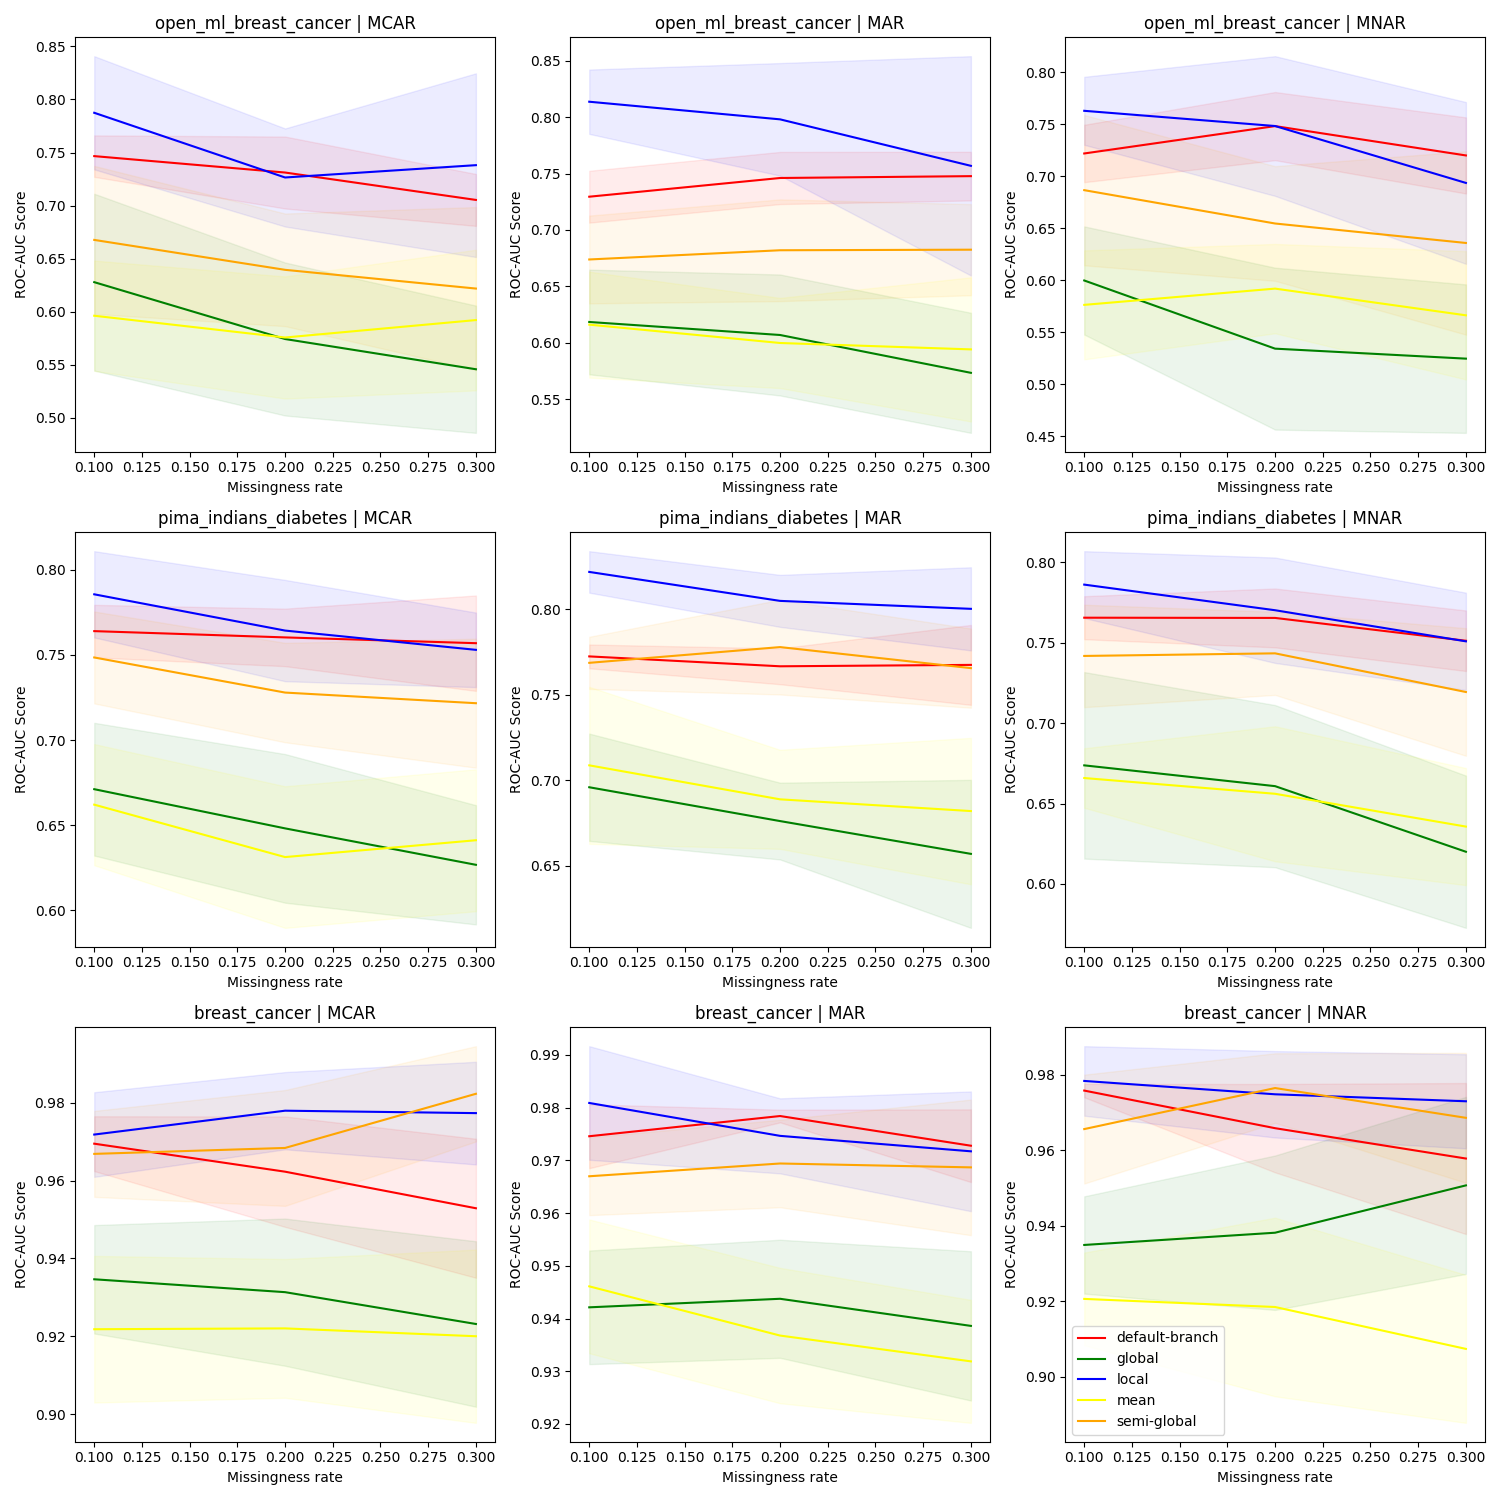 open_ml_breast_cancer | MCAR
0.85
0.80
0.75
0.70
0.65
0.60
0.55
0.50
ROC-AUC Score
0.100 0.125 0.150 0.175 0.200 0.225 0.250 0.275 0.300
Missingness rate
open_ml_breast_cancer | MAR
0.85
0.80
0.75
0.70
0.65
0.60
0.55
ROC-AUC Score
0.100 0.125 0.150 0.175 0.200 0.225 0.250 0.275 0.300
Missingness rate
open_ml_breast_cancer | MNAR
0.80
0.75
0.70
0.65
0.60
0.55
0.50
0.45
ROC-AUC Score
0.100 0.125 0.150 0.175 0.200 0.225 0.250 0.275 0.300
Missingness rate
pima_indians_diabetes | MCAR
0.80
0.75
0.70
0.65
0.60
ROC-AUC Score
0.100 0.125 0.150 0.175 0.200 0.225 0.250 0.275 0.300
Missingness rate
pima_indians_diabetes | MAR
0.80
0.75
0.70
0.65
ROC-AUC Score
0.100 0.125 0.150 0.175 0.200 0.225 0.250 0.275 0.300
Missingness rate
pima_indians_diabetes | MNAR
0.80
0.75
0.70
0.65
0.60
ROC-AUC Score
0.100 0.125 0.150 0.175 0.200 0.225 0.250 0.275 0.300
Missingness rate
breast_cancer | MCAR
0.98
0.96
0.94
0.92
0.90
ROC-AUC Score
0.100 0.125 0.150 0.175 0.200 0.225 0.250 0.275 0.300
Missingness rate
breast_cancer | MAR
0.99
0.98
0.97
0.96
0.95
0.94
0.93
0.92
ROC-AUC Score
0.100 0.125 0.150 0.175 0.200 0.225 0.250 0.275 0.300
Missingness rate
breast_cancer | MNAR
0.98
0.96
0.94
0.92
0.90
ROC-AUC Score
default-branch
global
local
mean
semi-global
0.100 0.125 0.150 0.175 0.200 0.225 0.250 0.275 0.300
Missingness rate